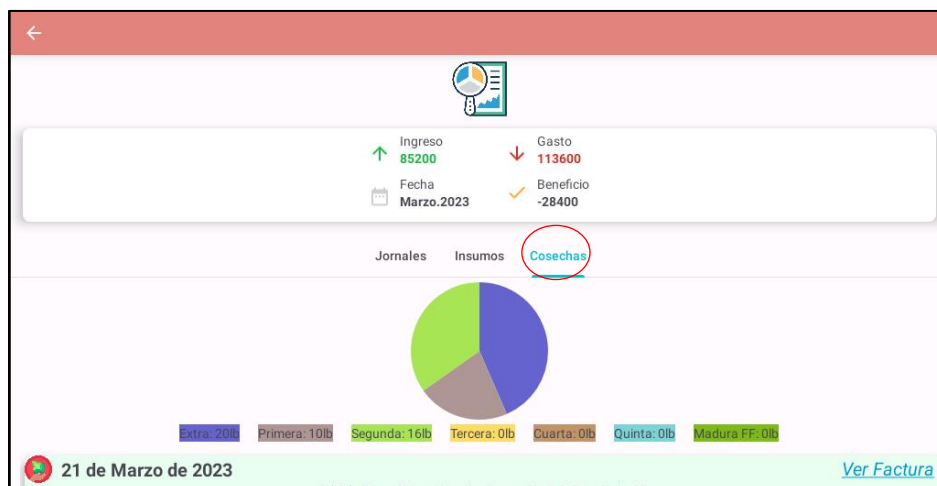 Ingreso
85200
Gasto
113600
Fecha
Marzo.2023
Beneficio
-28400
Jornales Insumos Cosechas
Extra: 20lb Primera: 10lb Segunda: 16lb Tercera: 0lb Cuarta: 0lb Quinta: 0lb Madura FF: 0lb
21 de Marzo de 2023 Ver Factura